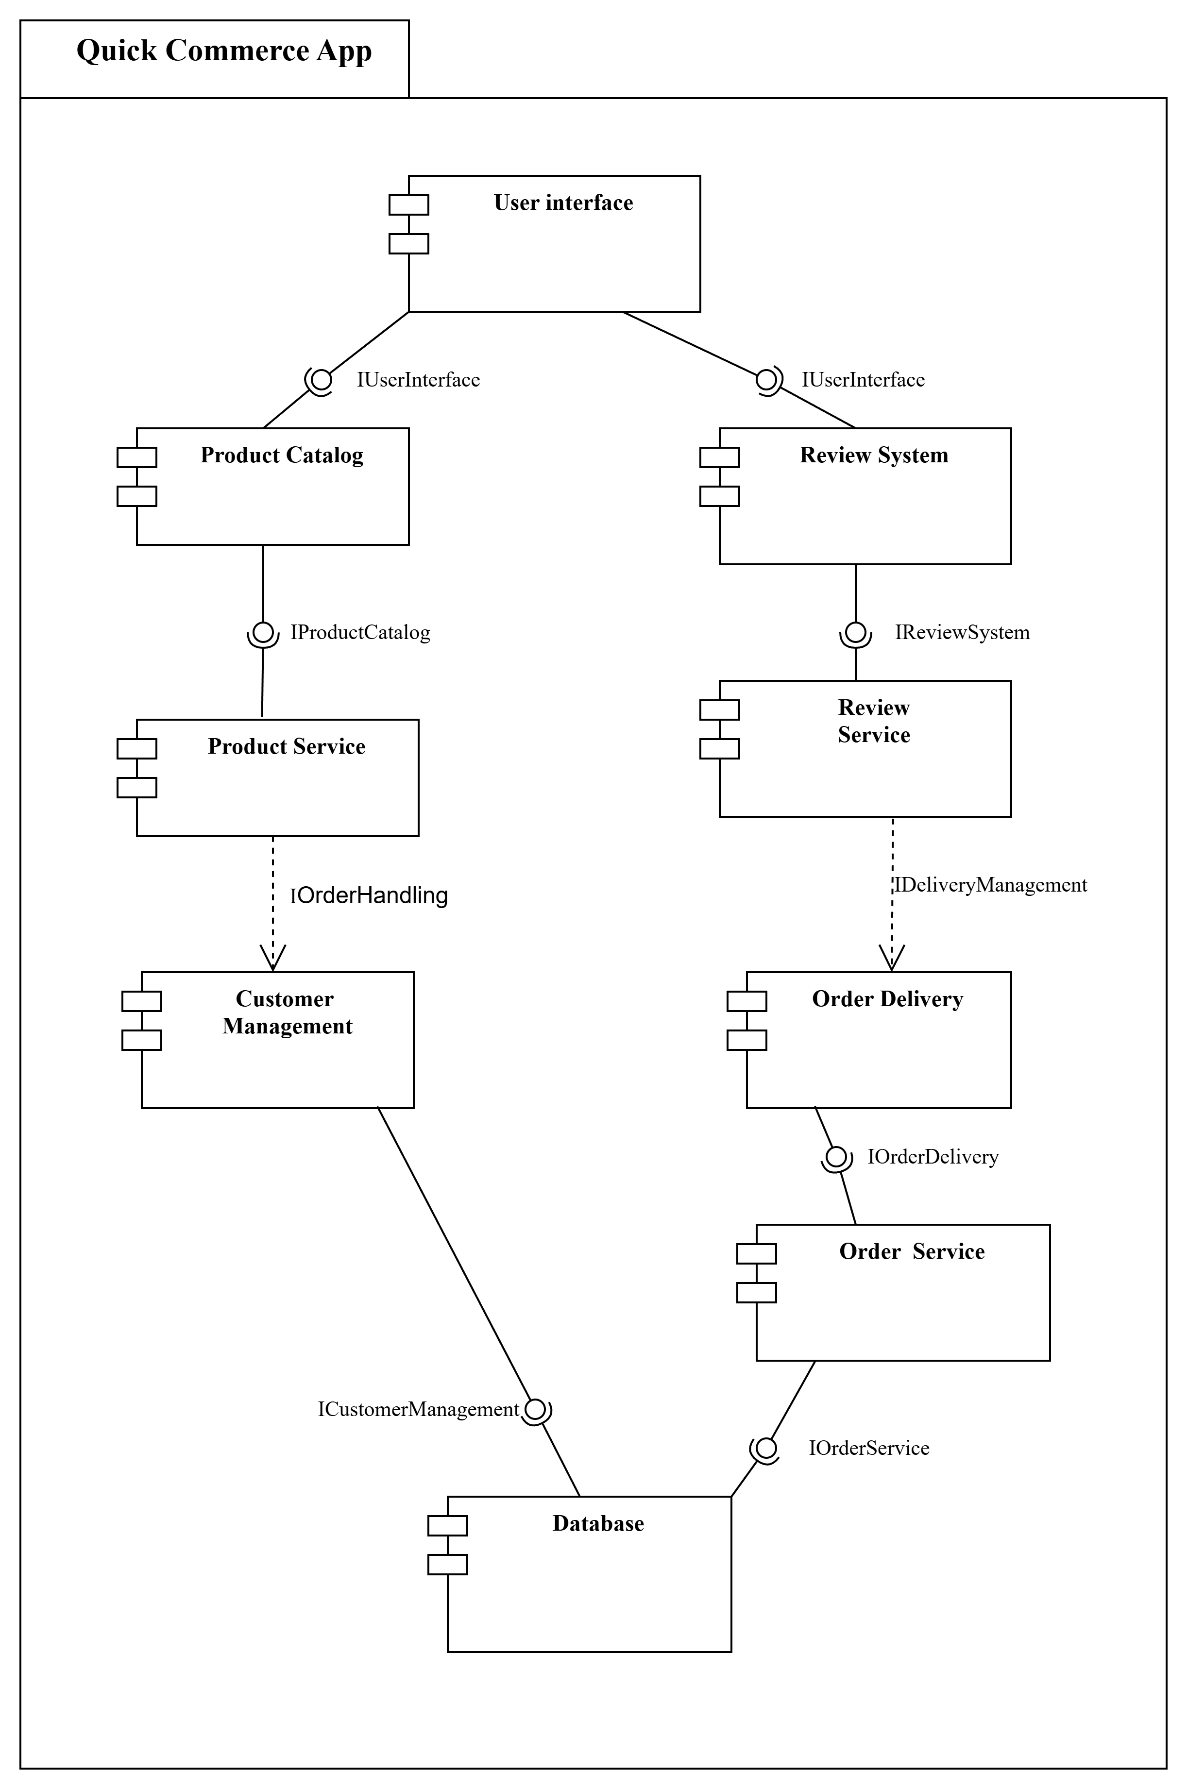 Quick Commerce App
User interface
IUserInterface
IUserInterface
Product Catalog
Review System
IProductCatalog
IReviewSystem
Review
Service
Product Service
IOrderHandling
IDeliveryManagement
Customer
Management
Order Delivery
IOrderDelivery
Order  Service
ICustomerManagement
IOrderService
Database